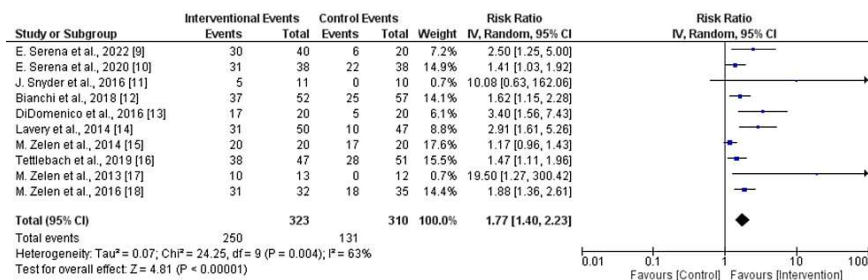 Interventional Events Control Events Risk Ratio Risk Ratio
Study or Subgroup Events Total Events Total Weight IV, Random, 95% CI IV, Random, 95% CI
E. Serena et al., 2022 [9] 30 40 6 20 7.2% 2.50 [1.25, 5.00]
E. Serena et al., 2020 [10] 31 38 22 38 14.9% 1.41 [1.03, 1.92]
J. Snyder et al., 2016 [11] 5 11 0 10 0.7% 10.08 [0.63, 162.06]
Bianchi et al., 2018 [12] 37 52 25 57 14.1% 1.62 [1.15, 2.28]
DiDomenico et al., 2016 [13] 17 20 5 20 6.3% 3.40 [1.56, 7.43]
Lavery et al., 2014 [14] 31 50 10 47 8.8% 2.91 [1.61, 5.26]
M. Zelen et al., 2014 [15] 20 20 17 20 18.5% 1.17 [0.96, 1.43]
Tettlebach et al., 2019 [16] 38 47 28 51 15.6% 1.47 [1.11, 1.96]
M. Zelen et al., 2013 [17] 10 13 0 12 0.7% 19.50 [1.27, 300.42]
M. Zelen et al., 2016 [18] 31 32 18 35 14.4% 1.88 [1.36, 2.61]
Total (95% CI) 323 310 100.0% 1.77 [1.40, 2.23]
Total events 250 131
Heterogeneity: Tau² = 0.07; Chi² = 24.25, df = 9 (P = 0.004); I² = 63%
Test for overall effect: Z = 4.81 (P < 0.00001)
0.01 0.1 1 10 100
Favours [Control] Favours [Intervention]